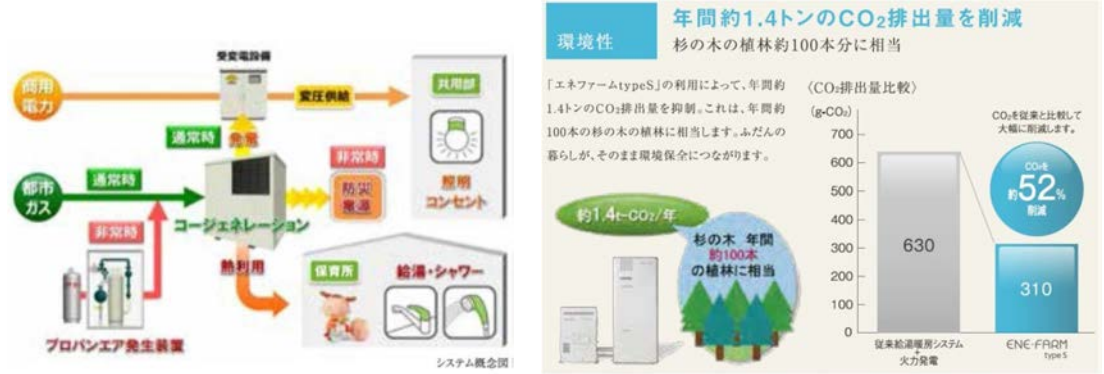 受変電設備
商用
電力
変圧供給
共用部
通常時
発電
非常時
防災
電源
照明
コンセント
都市
ガス
通常時
コージェネレーション
非常時
熱利用
プロパンエア発生装置
保育所
給湯・シャワー
システム概念図
環境性
年間約1.4トンのCO₂排出量を削減
杉の木の植林約100本分に相当
「エネファームtypeS」の利用によって、年間約
1.4トンのCO₂排出量を抑制。これは、年間約
100本の杉の木の植林に相当します。ふだんの
暮らしが、そのまま環境保全につながります。
約1.4t-CO₂/年
杉の木 年間
約100本
の植林に相当
〈CO₂排出量比較〉
(g-CO₂)
700
600
500
400
300
200
100
0
630
310
CO₂を従来と比較して
大幅に削減します。
CO₂を
約52%
削減
従来給湯暖房システム
+
火力発電
ENE・FARM
type S